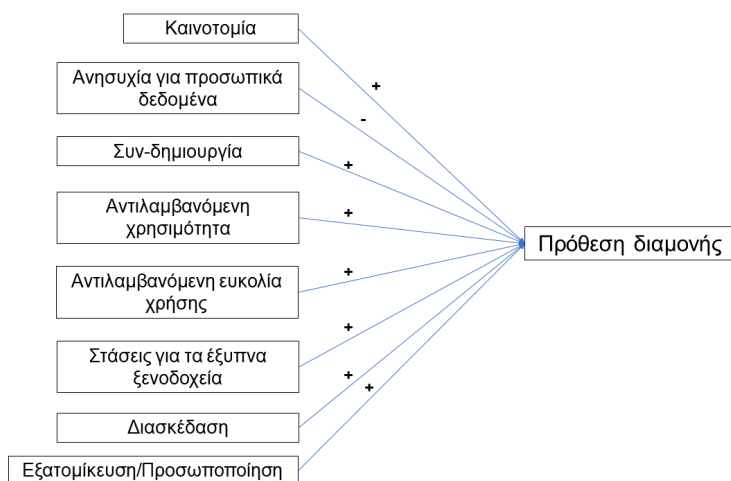 Καινοτομία
+
Ανησυχία για προσωπικά
δεδομένα
-
Συν-δημιουργία
+
Αντιλαμβανόμενη
χρησιμότητα
+
Πρόθεση διαμονής
Αντιλαμβανόμενη ευκολία
χρήσης
+
Στάσεις για τα έξυπνα
ξενοδοχεία
+
+
+
Διασκέδαση
Εξατομίκευση/Προσωποποίηση